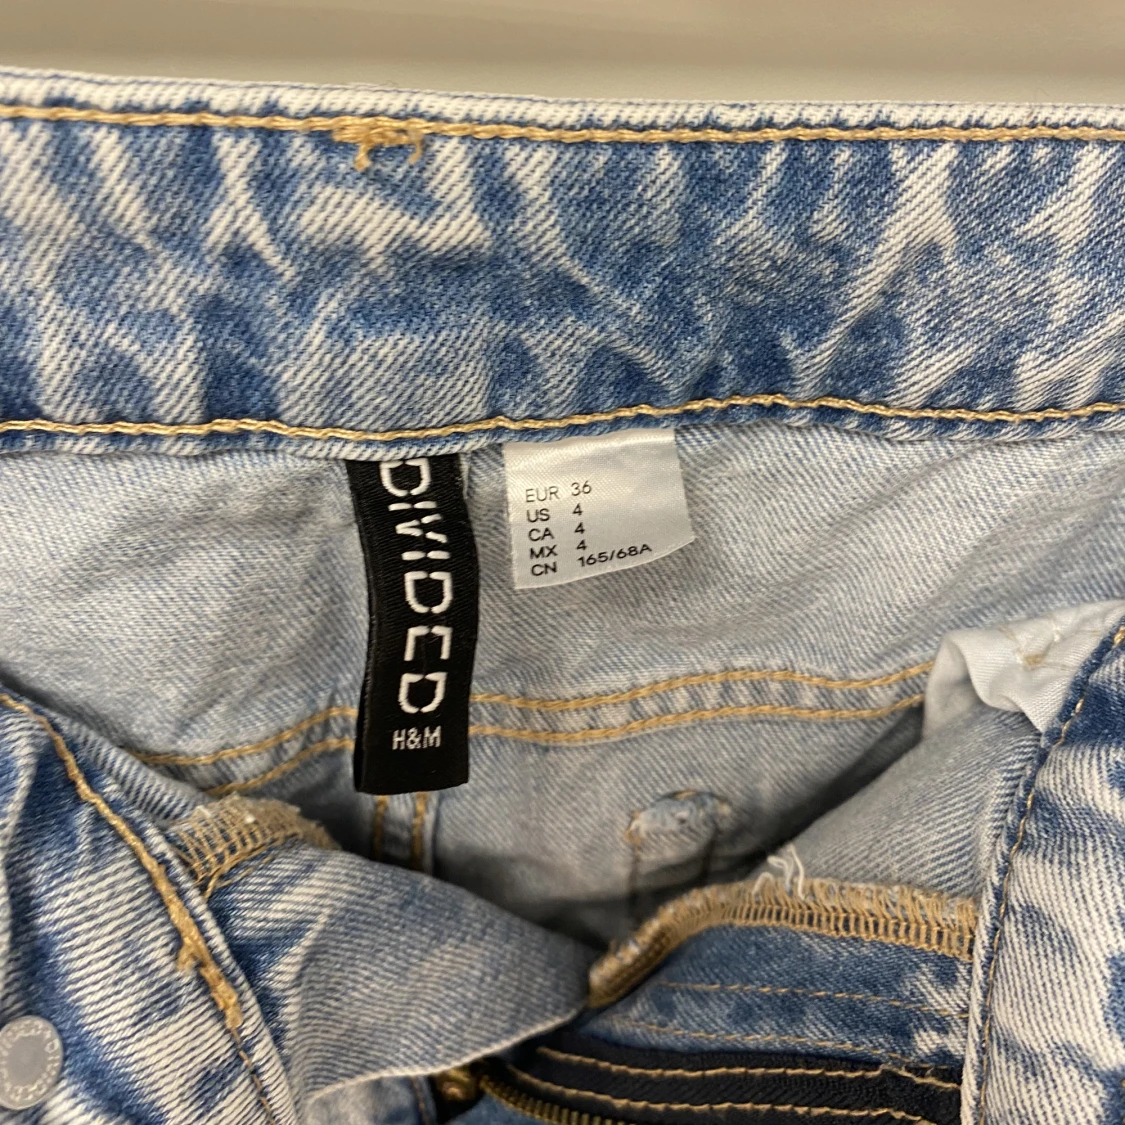 DIVIDED
H&M
EUR 36
US 4
CA 4
MX 4
CN 165/68A